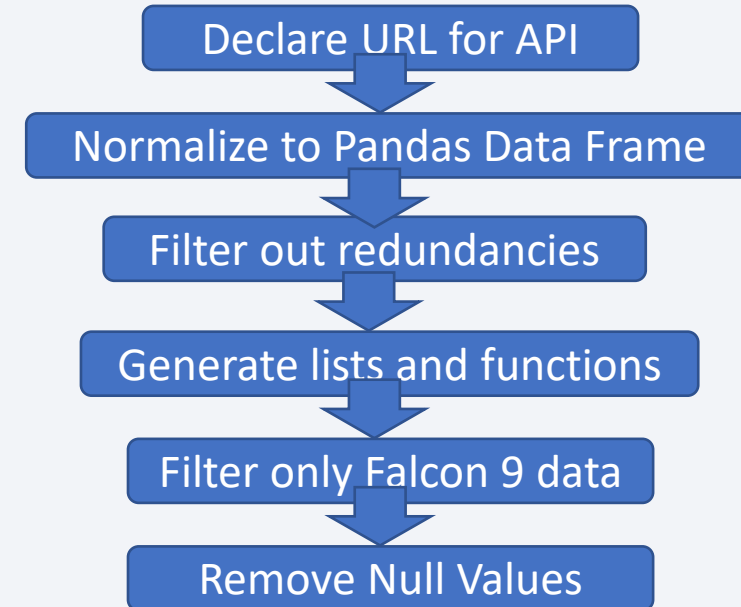 Declare URL for API
Normalize to Pandas Data Frame
Filter out redundancies
Generate lists and functions
Filter only Falcon 9 data
Remove Null Values